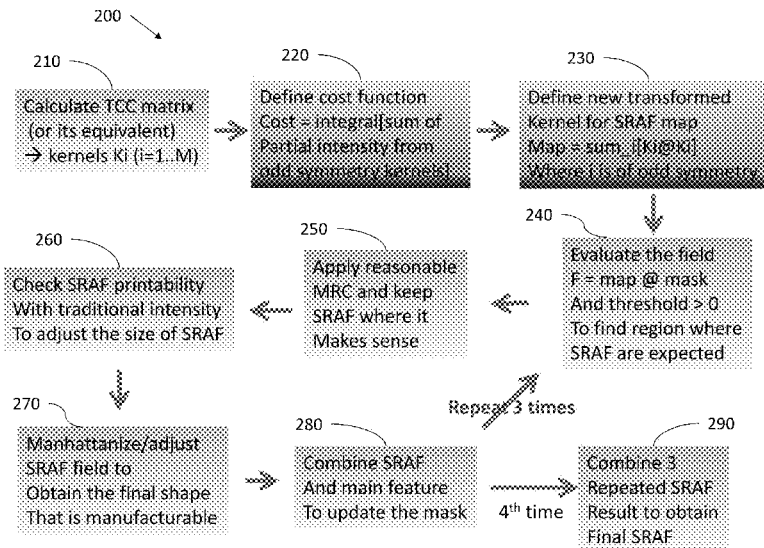 200
210
Calculate TCC matrix
(or its equivalent)
→ kernels Ki (i=1..M)
220
Define cost function
Cost = integral[sum of
Partial intensity from
odd symmetry kernels]
230
Define new transformed
Kernel for SRAF map
Map = sum_i[Ki@Ki]
Where i is of odd symmetry
240
Evaluate the field
F = map @ mask
And threshold > 0
To find region where
SRAF are expected
250
Apply reasonable
MRC and keep
SRAF where it
Makes sense
260
Check SRAF printability
With traditional intensity
To adjust the size of SRAF
270
Manhattanize/adjust
SRAF field to
Obtain the final shape
That is manufacturable
280
Combine SRAF
And main feature
To update the mask
Repeat 3 times
4th time
290
Combine 3
Repeated SRAF
Result to obtain
Final SRAF